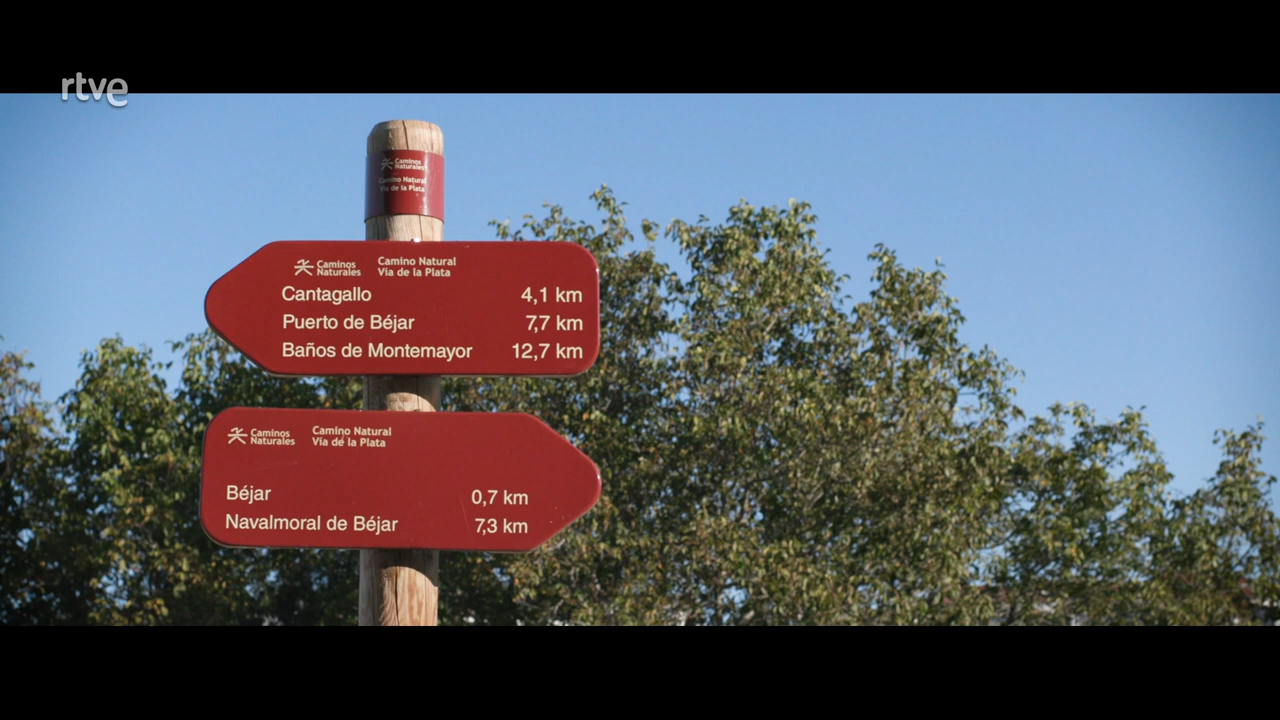 rtve
Caminos
Naturales
Camino Natural
Vía de la Plata
Caminos
Naturales
Camino Natural
Vía de la Plata
Cantagallo 4,1 km
Puerto de Béjar 7,7 km
Baños de Montemayor 12,7 km
Caminos
Naturales
Camino Natural
Vía de la Plata
Béjar 0,7 km
Navalmoral de Béjar 7,3 km